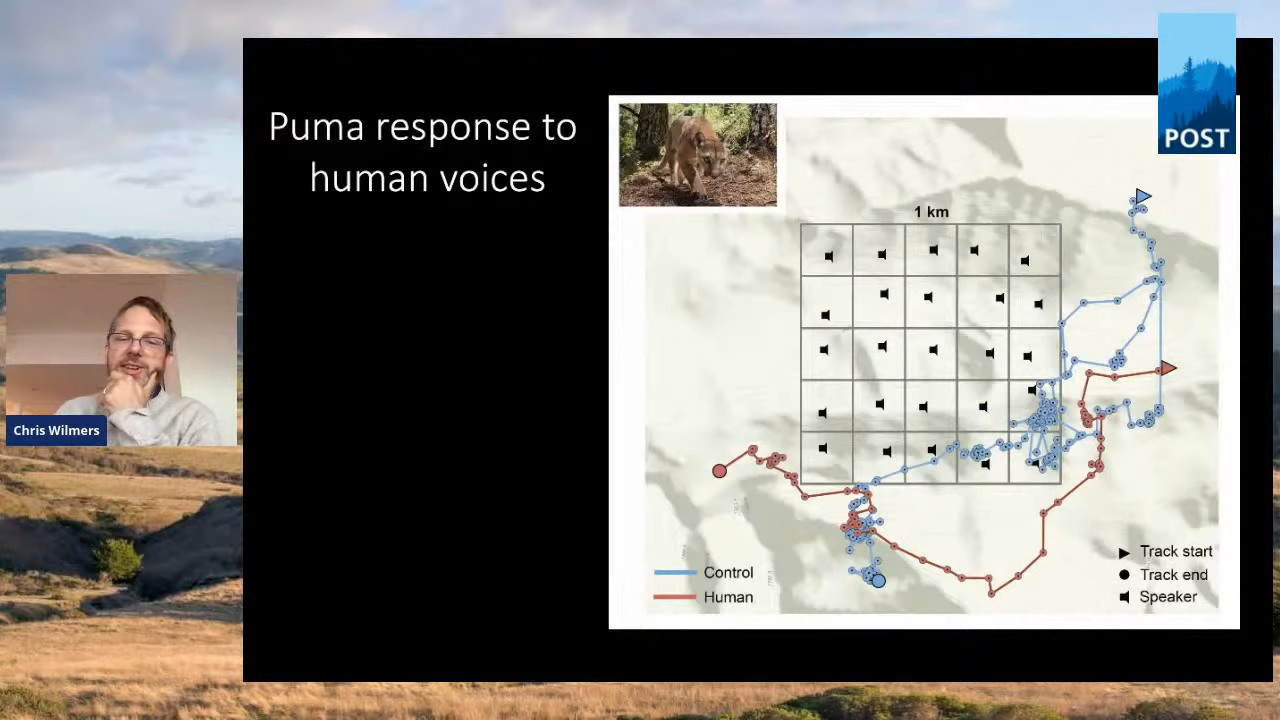 Puma response to
human voices
POST
1 km
Chris Wilmers
Control
Human
Track start
Track end
Speaker